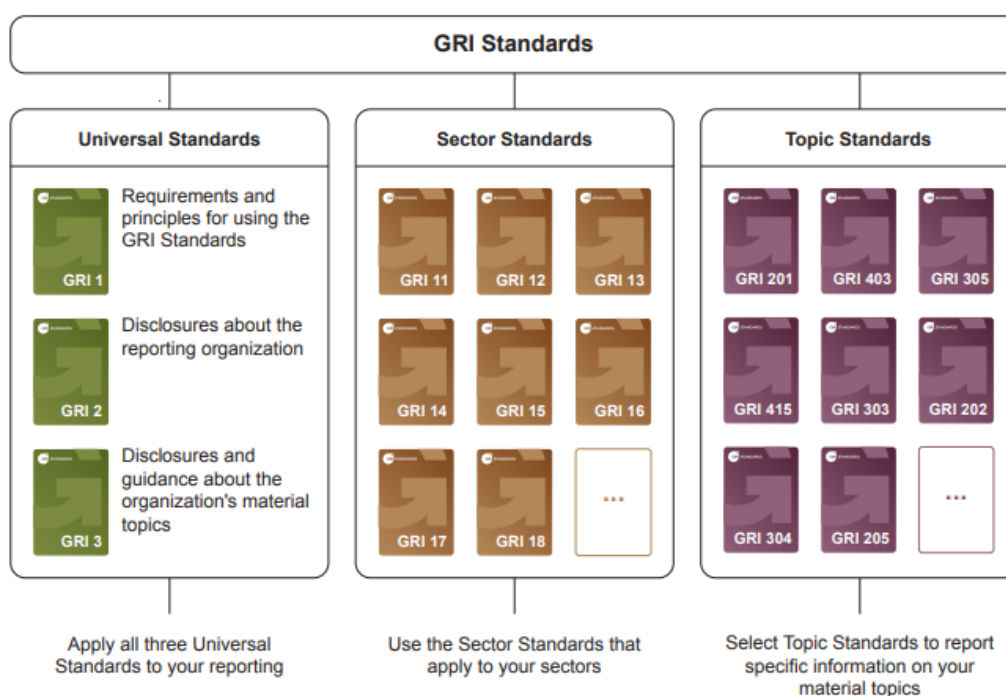 GRI Standards
Universal Standards
Requirements and
principles for using the
GRI Standards
GRI 1
Disclosures about the
reporting organization
GRI 2
Disclosures and
guidance about the
organization's material
topics
GRI 3
Apply all three Universal
Standards to your reporting
Sector Standards
GRI 11 GRI 12 GRI 13
GRI 14 GRI 15 GRI 16
GRI 17 GRI 18 ...
Use the Sector Standards that
apply to your sectors
Topic Standards
GRI 201 GRI 403 GRI 305
GRI 415 GRI 303 GRI 202
GRI 304 GRI 205 ...
Select Topic Standards to report
specific information on your
material topics